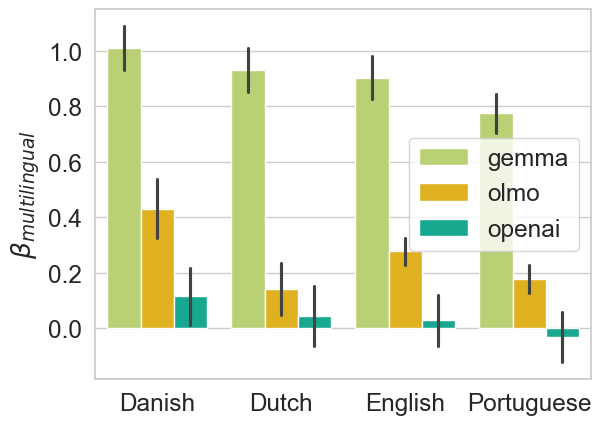 1.0
0.8
0.6
0.4
0.2
0.0
βmultilingual
gemma
olmo
openai
Danish Dutch English Portuguese